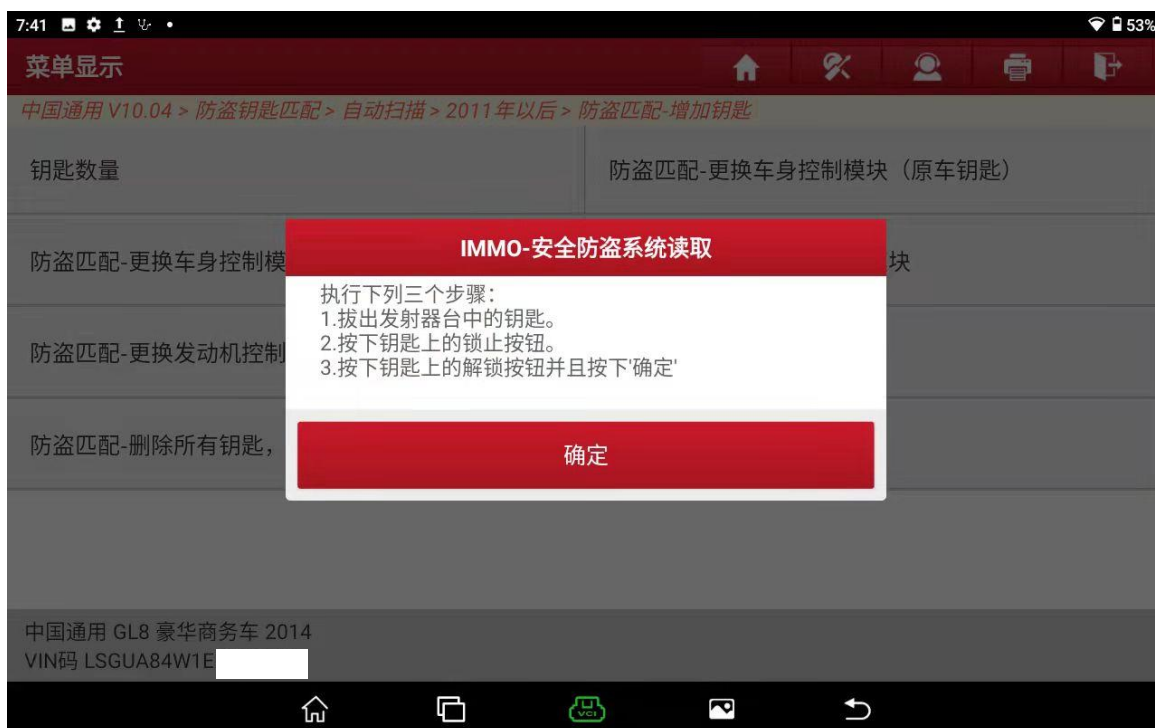 7:41
53%
菜单显示
中国通用 V10.04 > 防盗钥匙匹配 > 自动扫描 > 2011年以后 > 防盗匹配-增加钥匙
钥匙数量
防盗匹配-更换车身控制模块（原车钥匙）
IMMO-安全防盗系统读取
防盗匹配-更换车身控制模
块
执行下列三个步骤：
1.拔出发射器台中的钥匙。
2.按下钥匙上的锁止按钮。
3.按下钥匙上的解锁按钮并且按下'确定'
防盗匹配-更换发动机控制
防盗匹配-删除所有钥匙，
确定
中国通用 GL8 豪华商务车 2014
VIN码 LSGUA84W1E
VCI